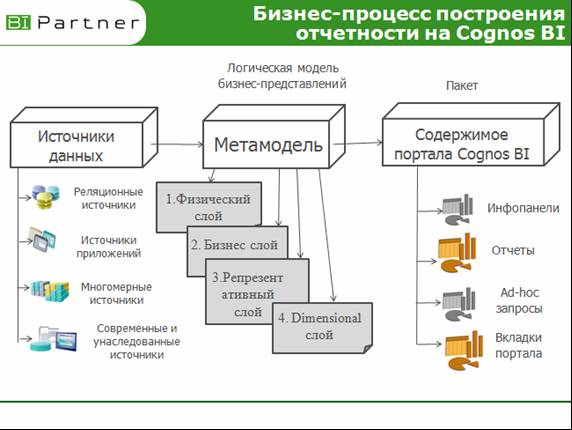 BI Partner
Бизнес-процесс построения
отчетности на Cognos BI
Логическая модель
бизнес-представлений
Пакет
Источники
данных
Метамодель
Содержимое
портала Cognos BI
Реляционные
источники
Источники
приложений
Многомерные
источники
Современные и
унаследованные
источники
1.Физический
слой
2. Бизнес слой
3.Репрезент
ативный
слой
4. Dimensional
слой
Инфопанели
Отчеты
Ad-hoc
запросы
Вкладки
портала